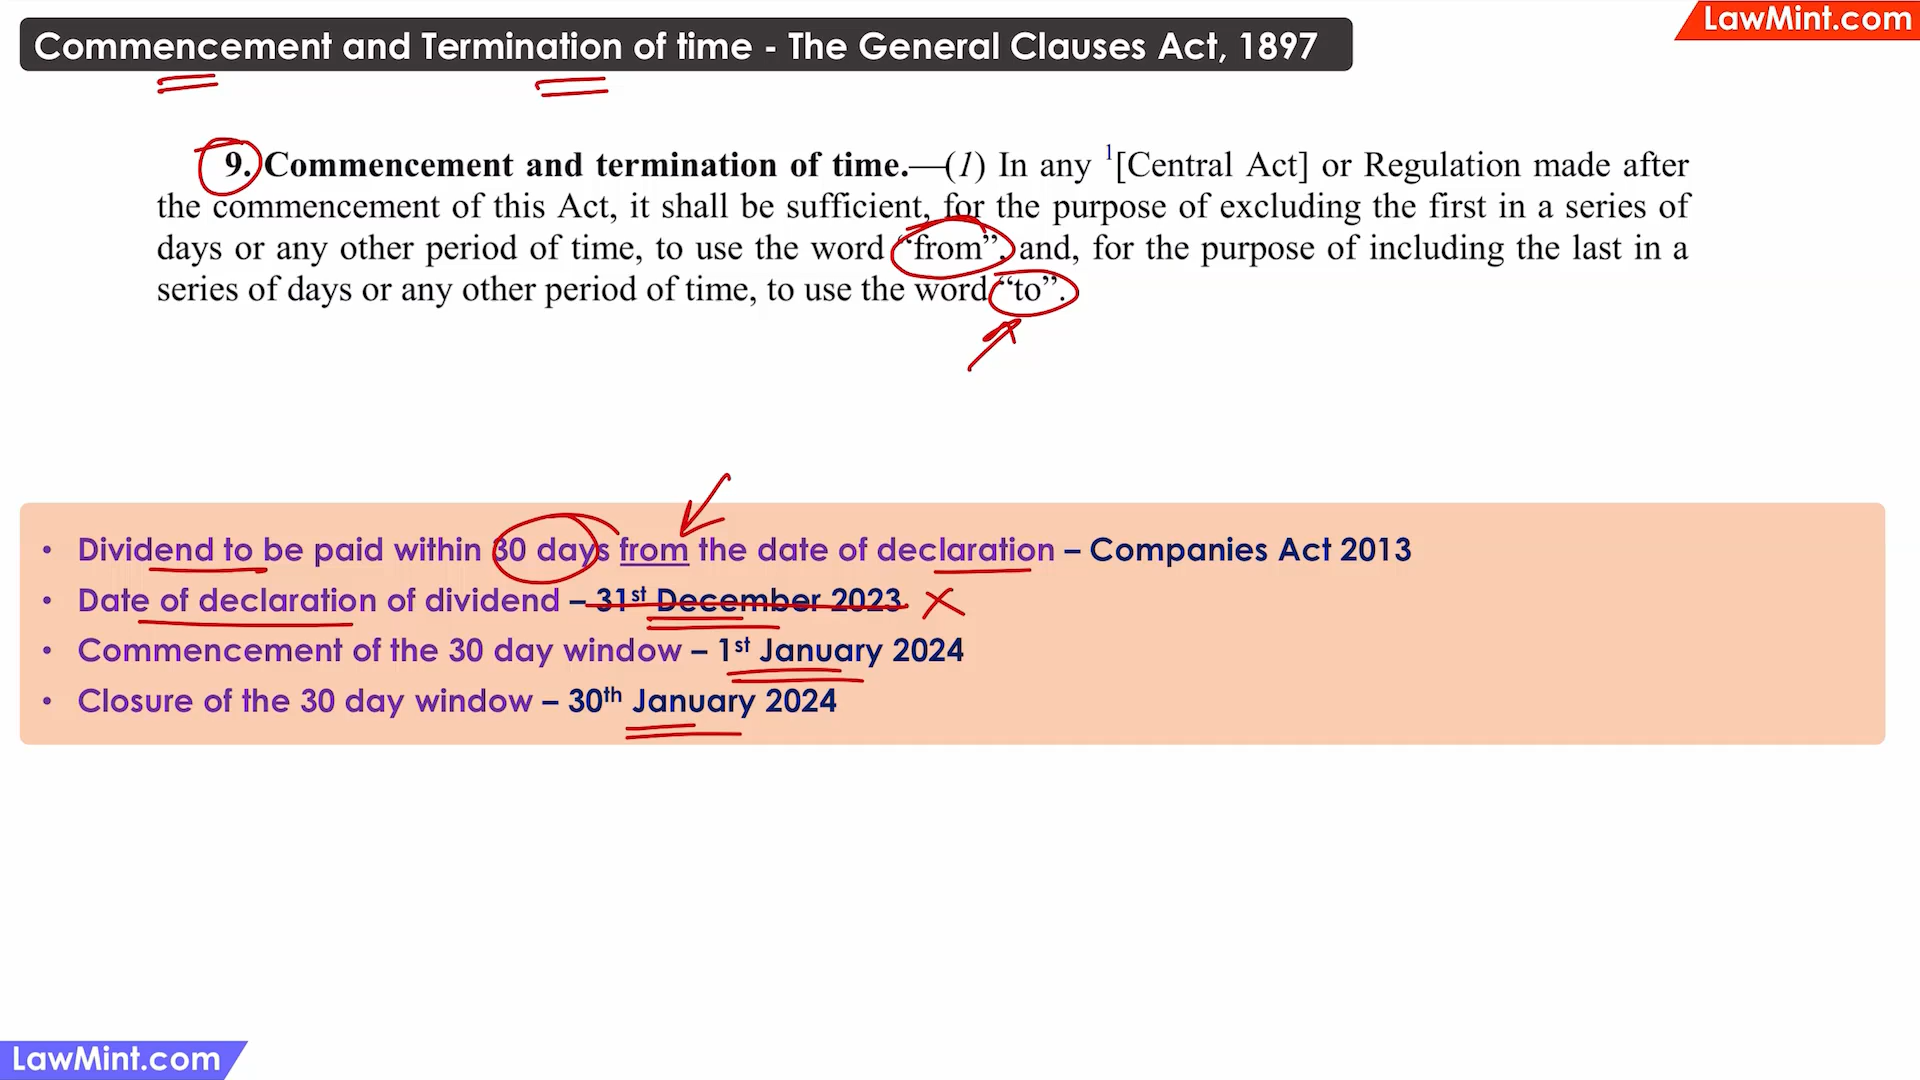 LawMint.com
Commencement and Termination of time - The General Clauses Act, 1897
9. Commencement and termination of time.—(1) In any 1[Central Act] or Regulation made after
the commencement of this Act, it shall be sufficient, for the purpose of excluding the first in a series of
days or any other period of time, to use the word “from”, and, for the purpose of including the last in a
series of days or any other period of time, to use the word “to”.
• Dividend to be paid within 30 days from the date of declaration – Companies Act 2013
• Date of declaration of dividend – 31st December 2023
• Commencement of the 30 day window – 1st January 2024
• Closure of the 30 day window – 30th January 2024
LawMint.com